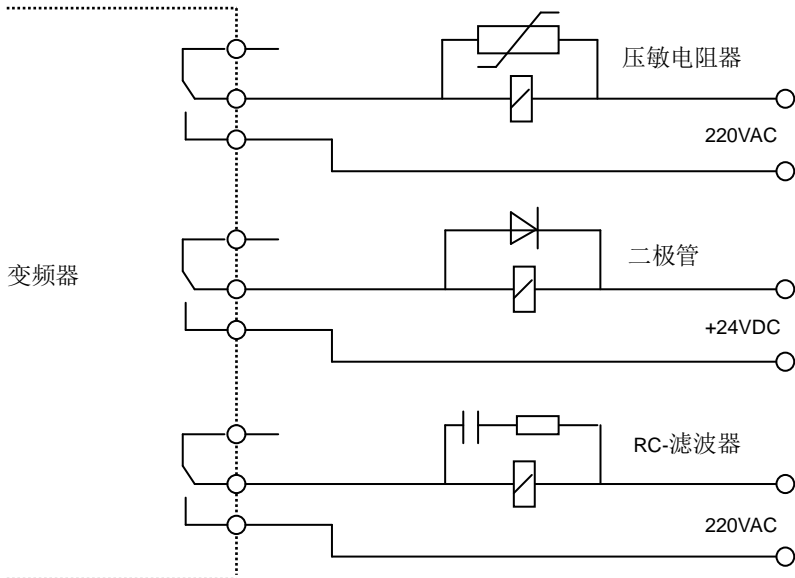 压敏电阻器
220VAC
二极管
变频器
+24VDC
RC-滤波器
220VAC